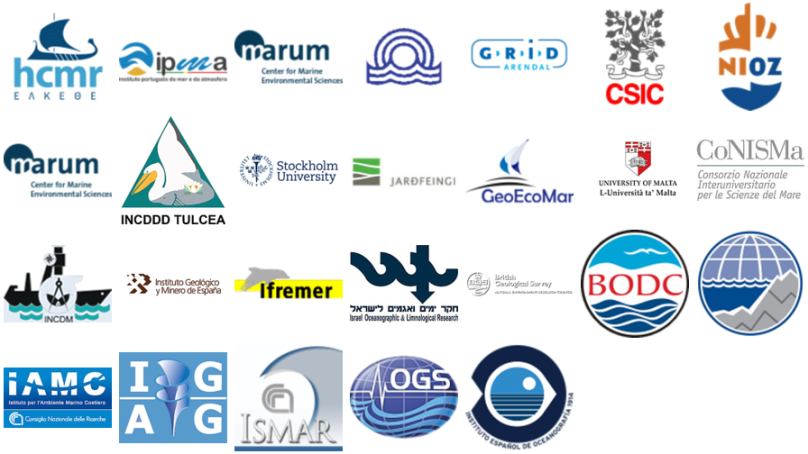 hcmr
ΕΛΚΕΘΕ
ipma
instituto português do mar e da atmosfera
marum
Center for Marine
Environmental Sciences
GRID
ARENDAL
CSIC
NIOZ
marum
Center for Marine
Environmental Sciences
INCDDD TULCEA
Stockholm
University
JARÐFEINGI
GeoEcoMar
UNIVERSITY OF MALTA
L-Università ta' Malta
CoNISMa
Consorzio Nazionale
Interuniversitario
per le Scienze del Mare
INCDM
Instituto Geológico
y Minero de España
Ifremer
חקר ימים ואגמים לישראל
Israel Oceanographic & Limnological Research
British
Geological Survey
BODC
IAMC
Istituto per l'Ambiente Marino Costiero
Consiglio Nazionale delle Ricerche
I G
A G
ISMAR
OGS
INSTITUTO ESPAÑOL DE OCEANOGRAFIA 1914